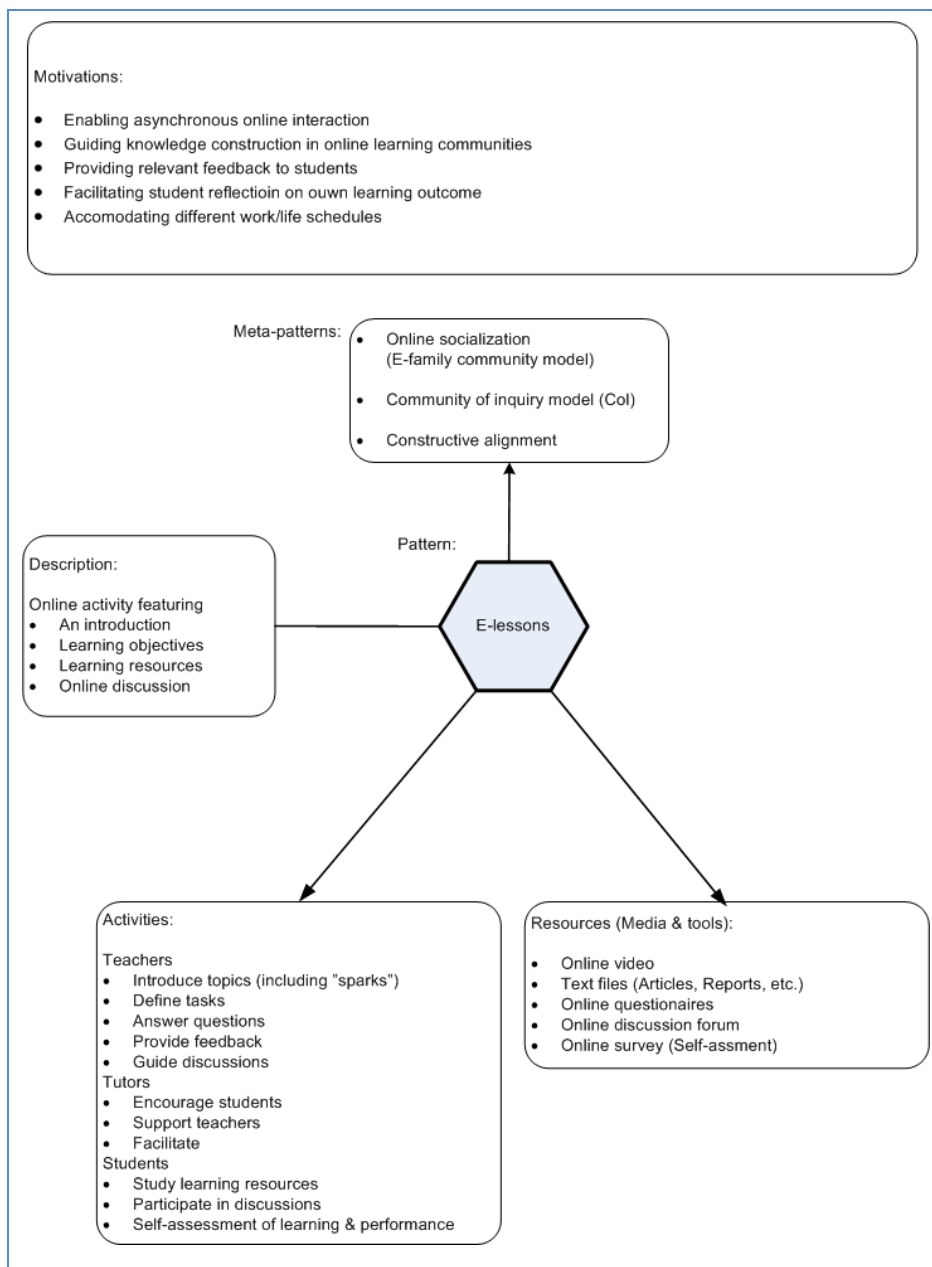 Motivations:
• Enabling asynchronous online interaction
• Guiding knowledge construction in online learning communities
• Providing relevant feedback to students
• Facilitating student reflectioin on ouwn learning outcome
• Accomodating different work/life schedules
Meta-patterns:
• Online socialization
(E-family community model)
• Community of inquiry model (CoI)
• Constructive alignment
Pattern:
E-lessons
Description:
Online activity featuring
• An introduction
• Learning objectives
• Learning resources
• Online discussion
Activities:
Teachers
• Introduce topics (including ”sparks”)
• Define tasks
• Answer questions
• Provide feedback
• Guide discussions
Tutors
• Encourage students
• Support teachers
• Facilitate
Students
• Study learning resources
• Participate in discussions
• Self-assessment of learning & performance
Resources (Media & tools):
• Online video
• Text files (Articles, Reports, etc.)
• Online questionaires
• Online discussion forum
• Online survey (Self-assment)